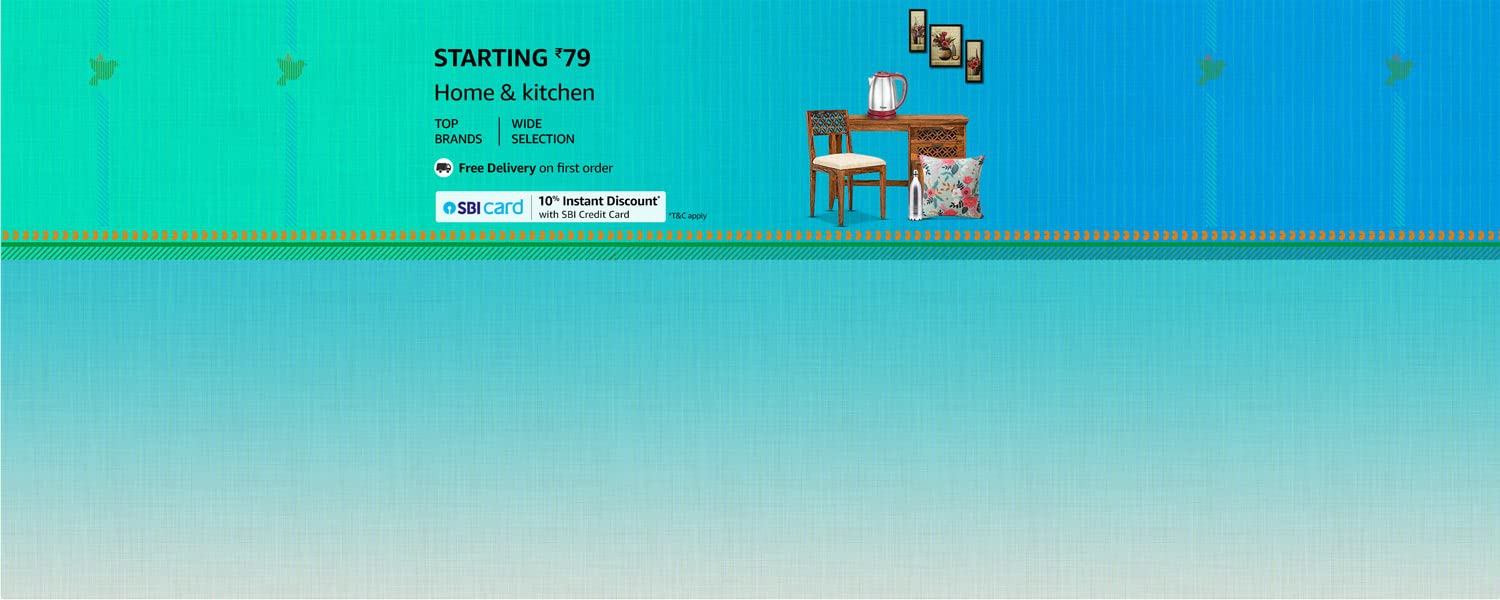 STARTING ₹79
Home & kitchen
TOP BRANDS
WIDE SELECTION
Free Delivery on first order
SBI card
10% Instant Discount*
with SBI Credit Card
*T&C apply